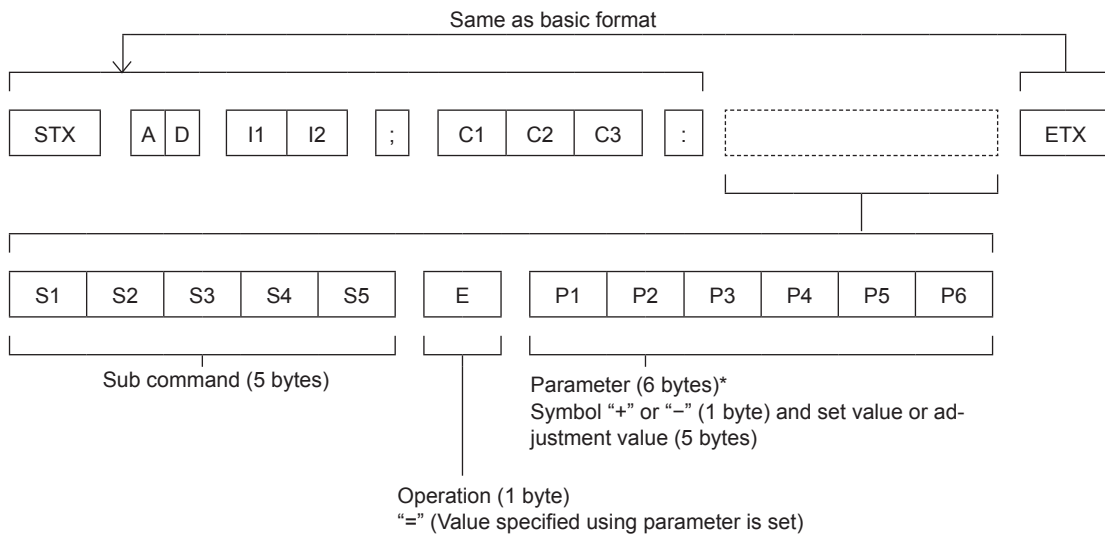 Same as basic format
STX A D I1 I2 ; C1 C2 C3 : ETX
S1 S2 S3 S4 S5 E P1 P2 P3 P4 P5 P6
Sub command (5 bytes)
Parameter (6 bytes)*
Symbol “+” or “−” (1 byte) and set value or ad-
justment value (5 bytes)
Operation (1 byte)
“=” (Value specified using parameter is set)